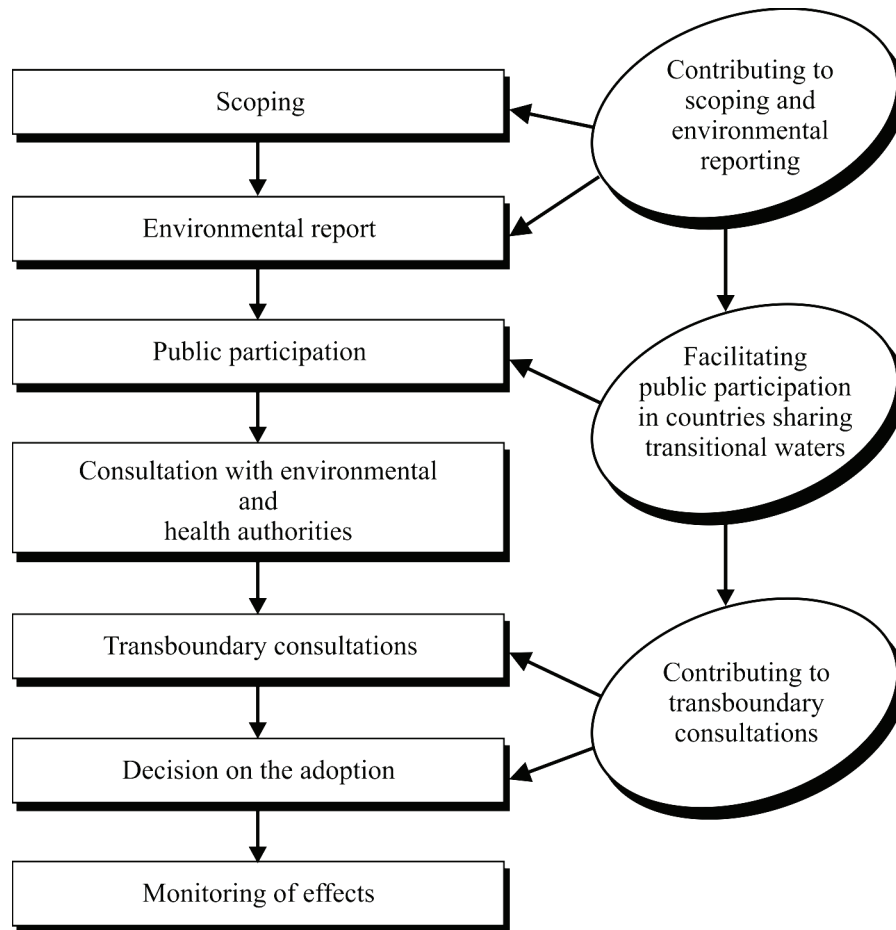 Scoping
Environmental report
Public participation
Consultation with environmental
and
health authorities
Transboundary consultations
Decision on the adoption
Monitoring of effects
Contributing to
scoping and
environmental
reporting
Facilitating
public participation
in countries sharing
transitional waters
Contributing to
transboundary
consultations